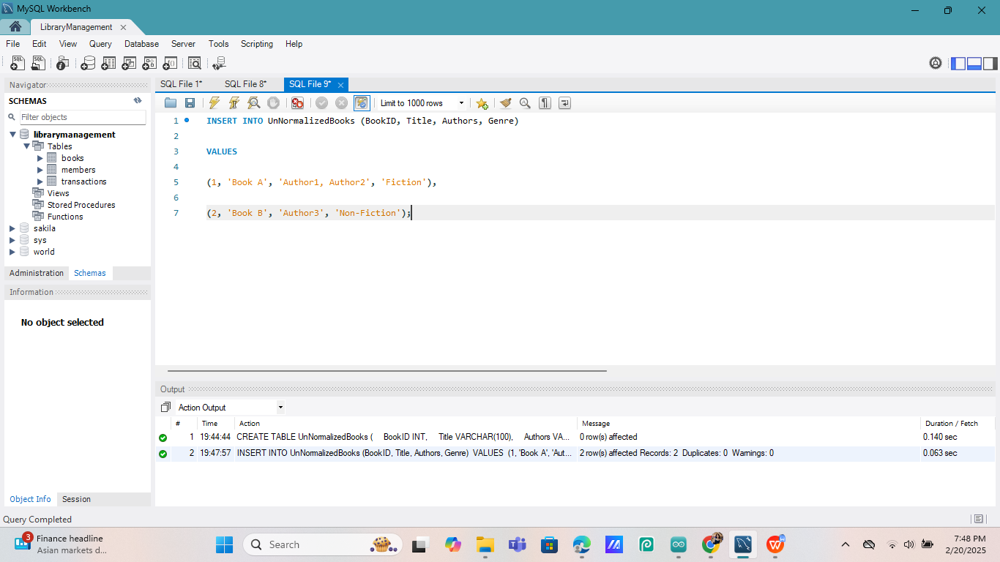 MySQL Workbench
LibraryManagement
File Edit View Query Database Server Tools Scripting Help
Navigator
SCHEMAS
Filter objects
librarymanagement
Tables
books
members
transactions
Views
Stored Procedures
Functions
sakila
sys
world
Administration Schemas
Information
No object selected
Object Info Session
SQL File 1* SQL File 8* SQL File 9*
Limit to 1000 rows
1 INSERT INTO UnNormalizedBooks (BookID, Title, Authors, Genre)
2
3 VALUES
4
5 (1, 'Book A', 'Author1, Author2', 'Fiction'),
6
7 (2, 'Book B', 'Author3', 'Non-Fiction');
Output
Action Output
# Time Action Message Duration / Fetch
1 19:44:44 CREATE TABLE UnNormalizedBooks ( BookID INT, Title VARCHAR(100), Authors VA... 0 row(s) affected 0.140 sec
2 19:47:57 INSERT INTO UnNormalizedBooks (BookID, Title, Authors, Genre) VALUES (1, 'Book A', 'Aut... 2 row(s) affected Records: 2 Duplicates: 0 Warnings: 0 0.063 sec
Query Completed
3
Finance headline
Asian markets d...
Search
7:48 PM
2/20/2025